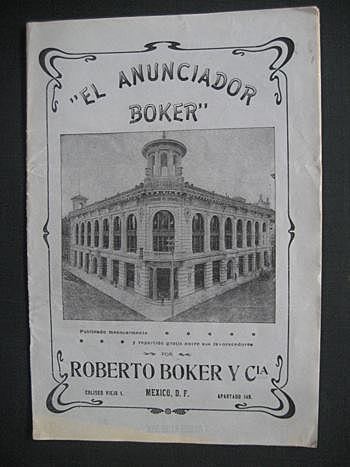 "EL ANUNCIADOR
BOKER"
Publicado mensualmente
y repartido gratis entre sus favorecedores
POR
ROBERTO BOKER Y CIA
COLISEO VIEJO 1. MEXICO, D. F. APARTADO 149.